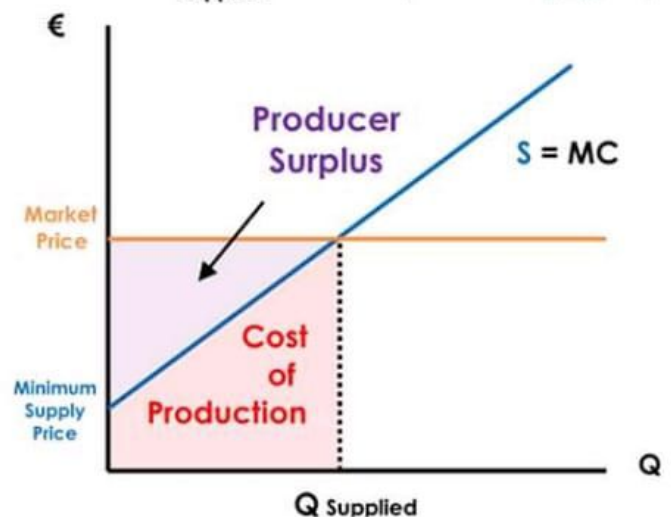 €
Producer
Surplus
S = MC
Market
Price
Cost
of
Production
Minimum
Supply
Price
Q
Q Supplied